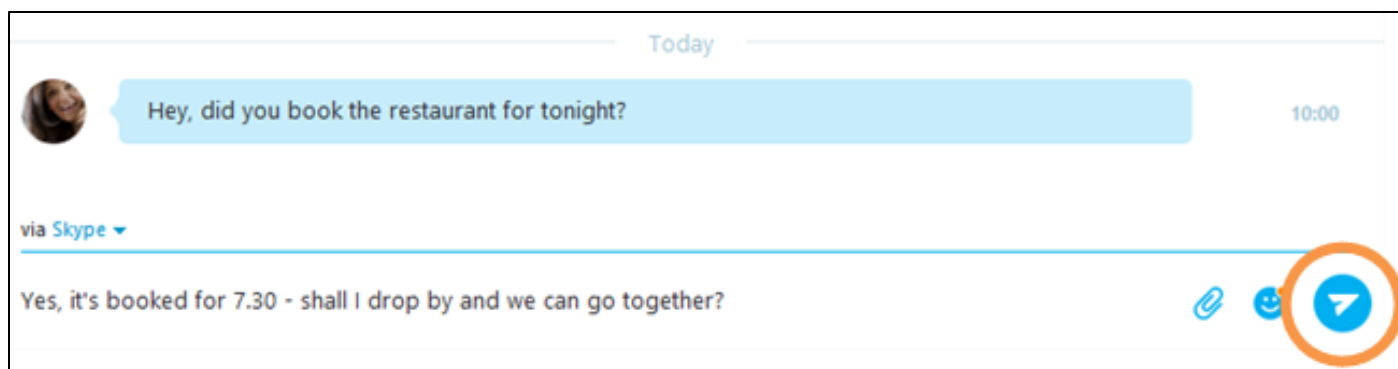 Today
Hey, did you book the restaurant for tonight?
10:00
via Skype
Yes, it's booked for 7.30 - shall I drop by and we can go together?